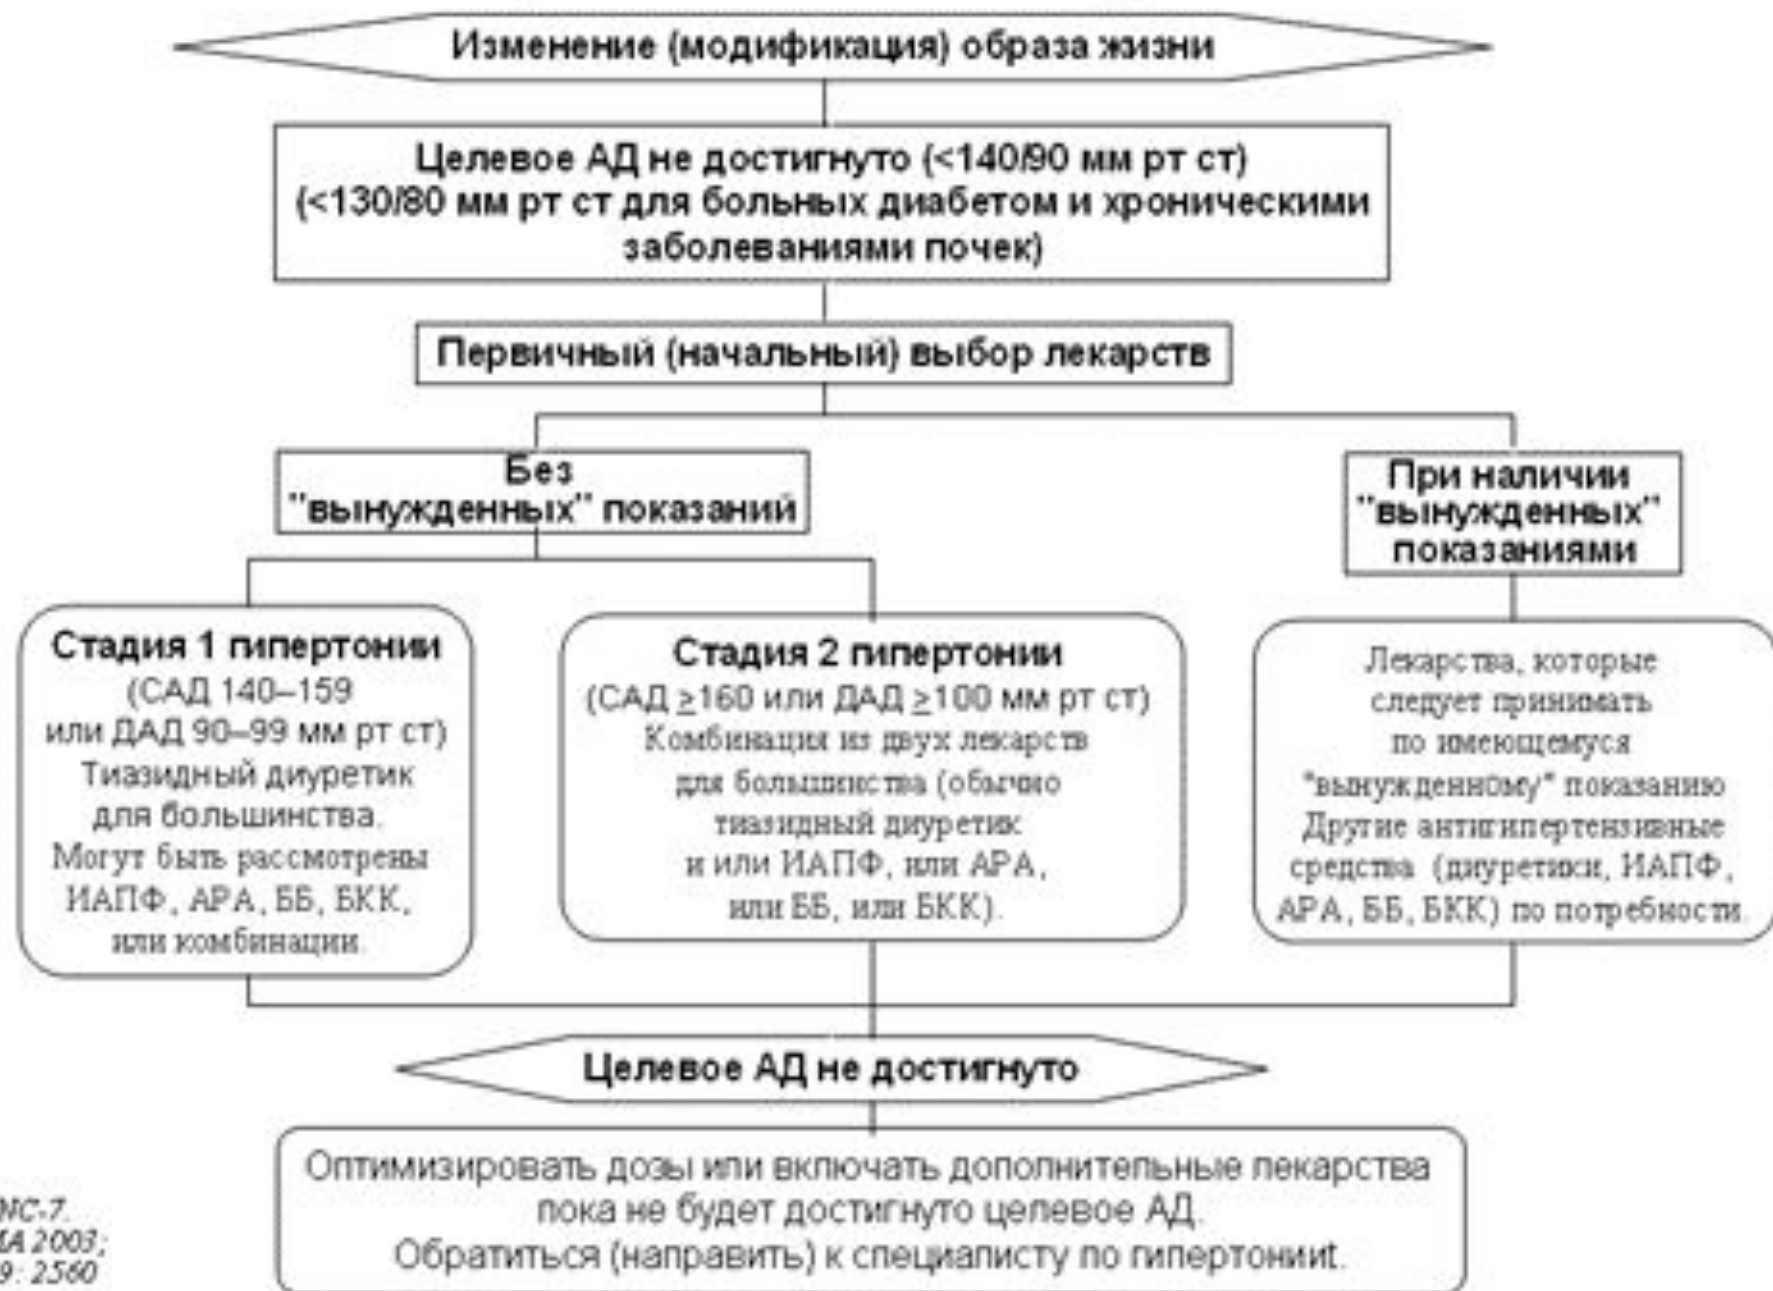 Изменение (модификация) образа жизни
Целевое АД не достигнуто (<140/90 мм рт ст)
(<130/80 мм рт ст для больных диабетом и хроническими
заболеваниями почек)
Первичный (начальный) выбор лекарств
Без
"вынужденных" показаний
При наличии
"вынужденных"
показаниями
Стадия 1 гипертонии
(САД 140–159
или ДАД 90–99 мм рт ст)
Тиазидный диуретик
для большинства.
Могут быть рассмотрены
ИАПФ, АРА, ББ, БКК,
или комбинации.
Стадия 2 гипертонии
(САД ≥160 или ДАД ≥100 мм рт ст)
Комбинация из двух лекарств
для большинства (обычно
тиазидный диуретик
и или ИАПФ, или АРА,
или ББ, или БКК).
Лекарства, которые
следует принимать
по имеющемуся
"вынужденному" показанию
Другие антигипертензивные
средства (диуретики, ИАПФ,
АРА, ББ, БКК) по потребности.
Целевое АД не достигнуто
Оптимизировать дозы или включать дополнительные лекарства
пока не будет достигнуто целевое АД.
Обратиться (направить) к специалисту по гипертонииt.
NC-7.
2003;
9: 2560